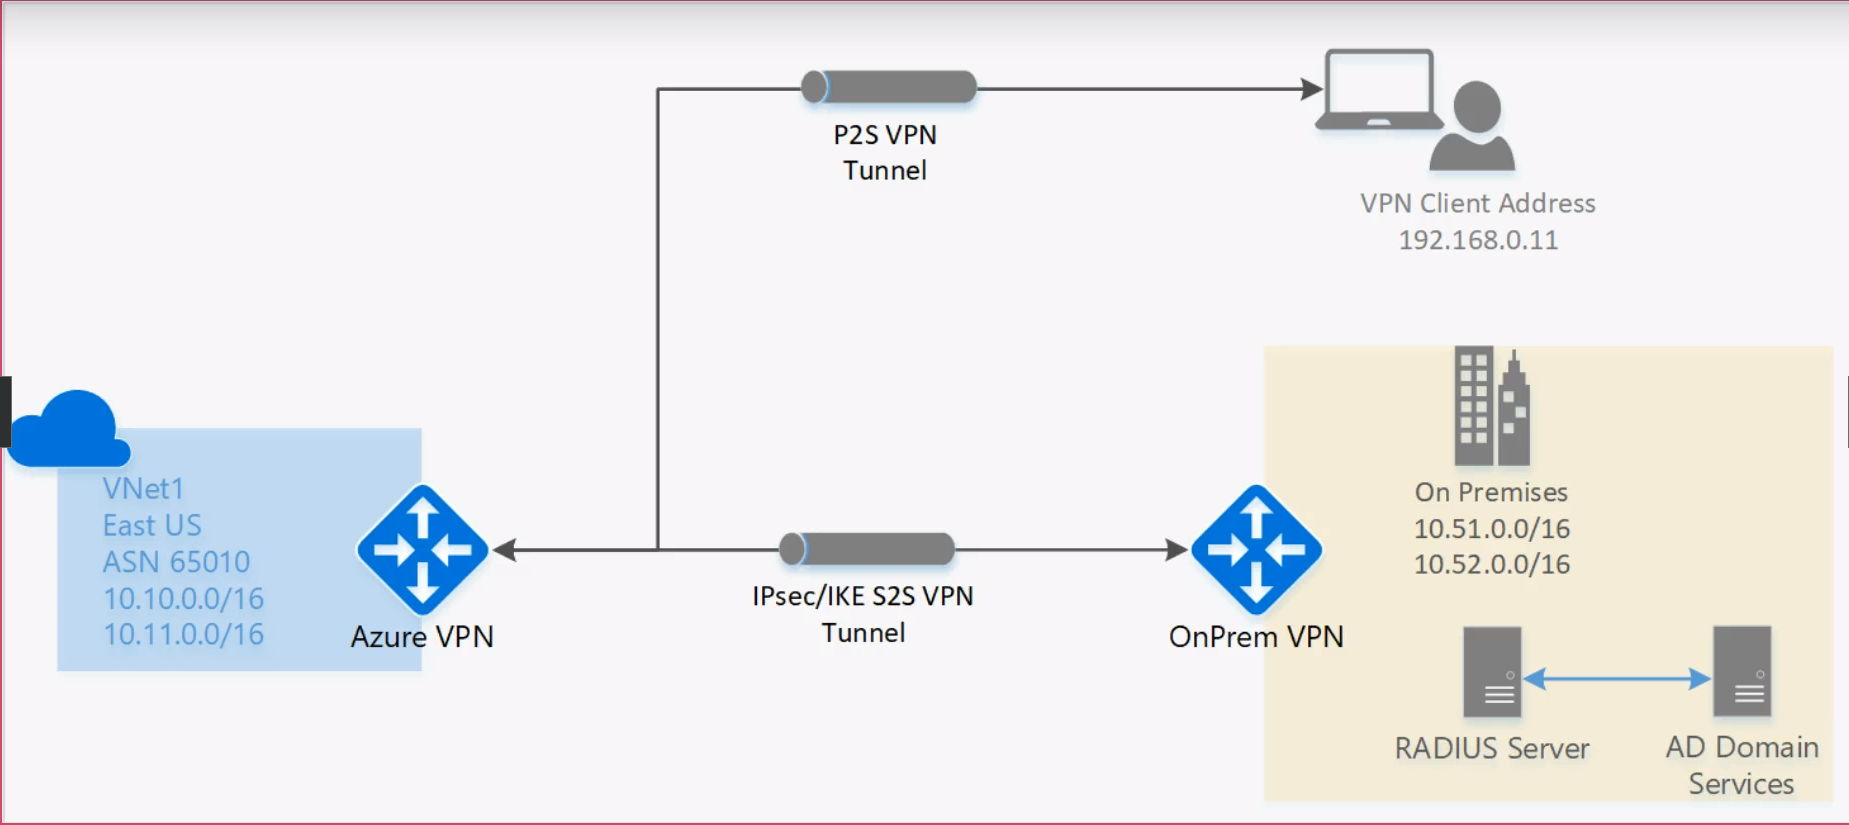 P2S VPN
Tunnel
VPN Client Address
192.168.0.11
VNet1
East US
ASN 65010
10.10.0.0/16
10.11.0.0/16
Azure VPN
IPsec/IKE S2S VPN
Tunnel
OnPrem VPN
On Premises
10.51.0.0/16
10.52.0.0/16
RADIUS Server
AD Domain
Services